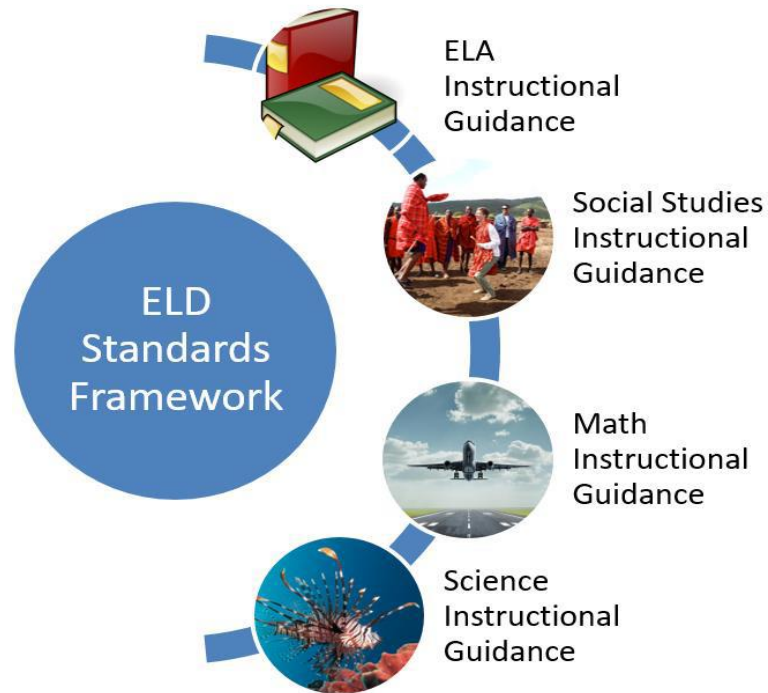 ELA
Instructional
Guidance
Social Studies
Instructional
Guidance
ELD
Standards
Framework
Math
Instructional
Guidance
Science
Instructional
Guidance